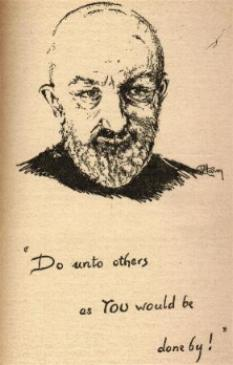 "Do unto others
as YOU would be
done by!"